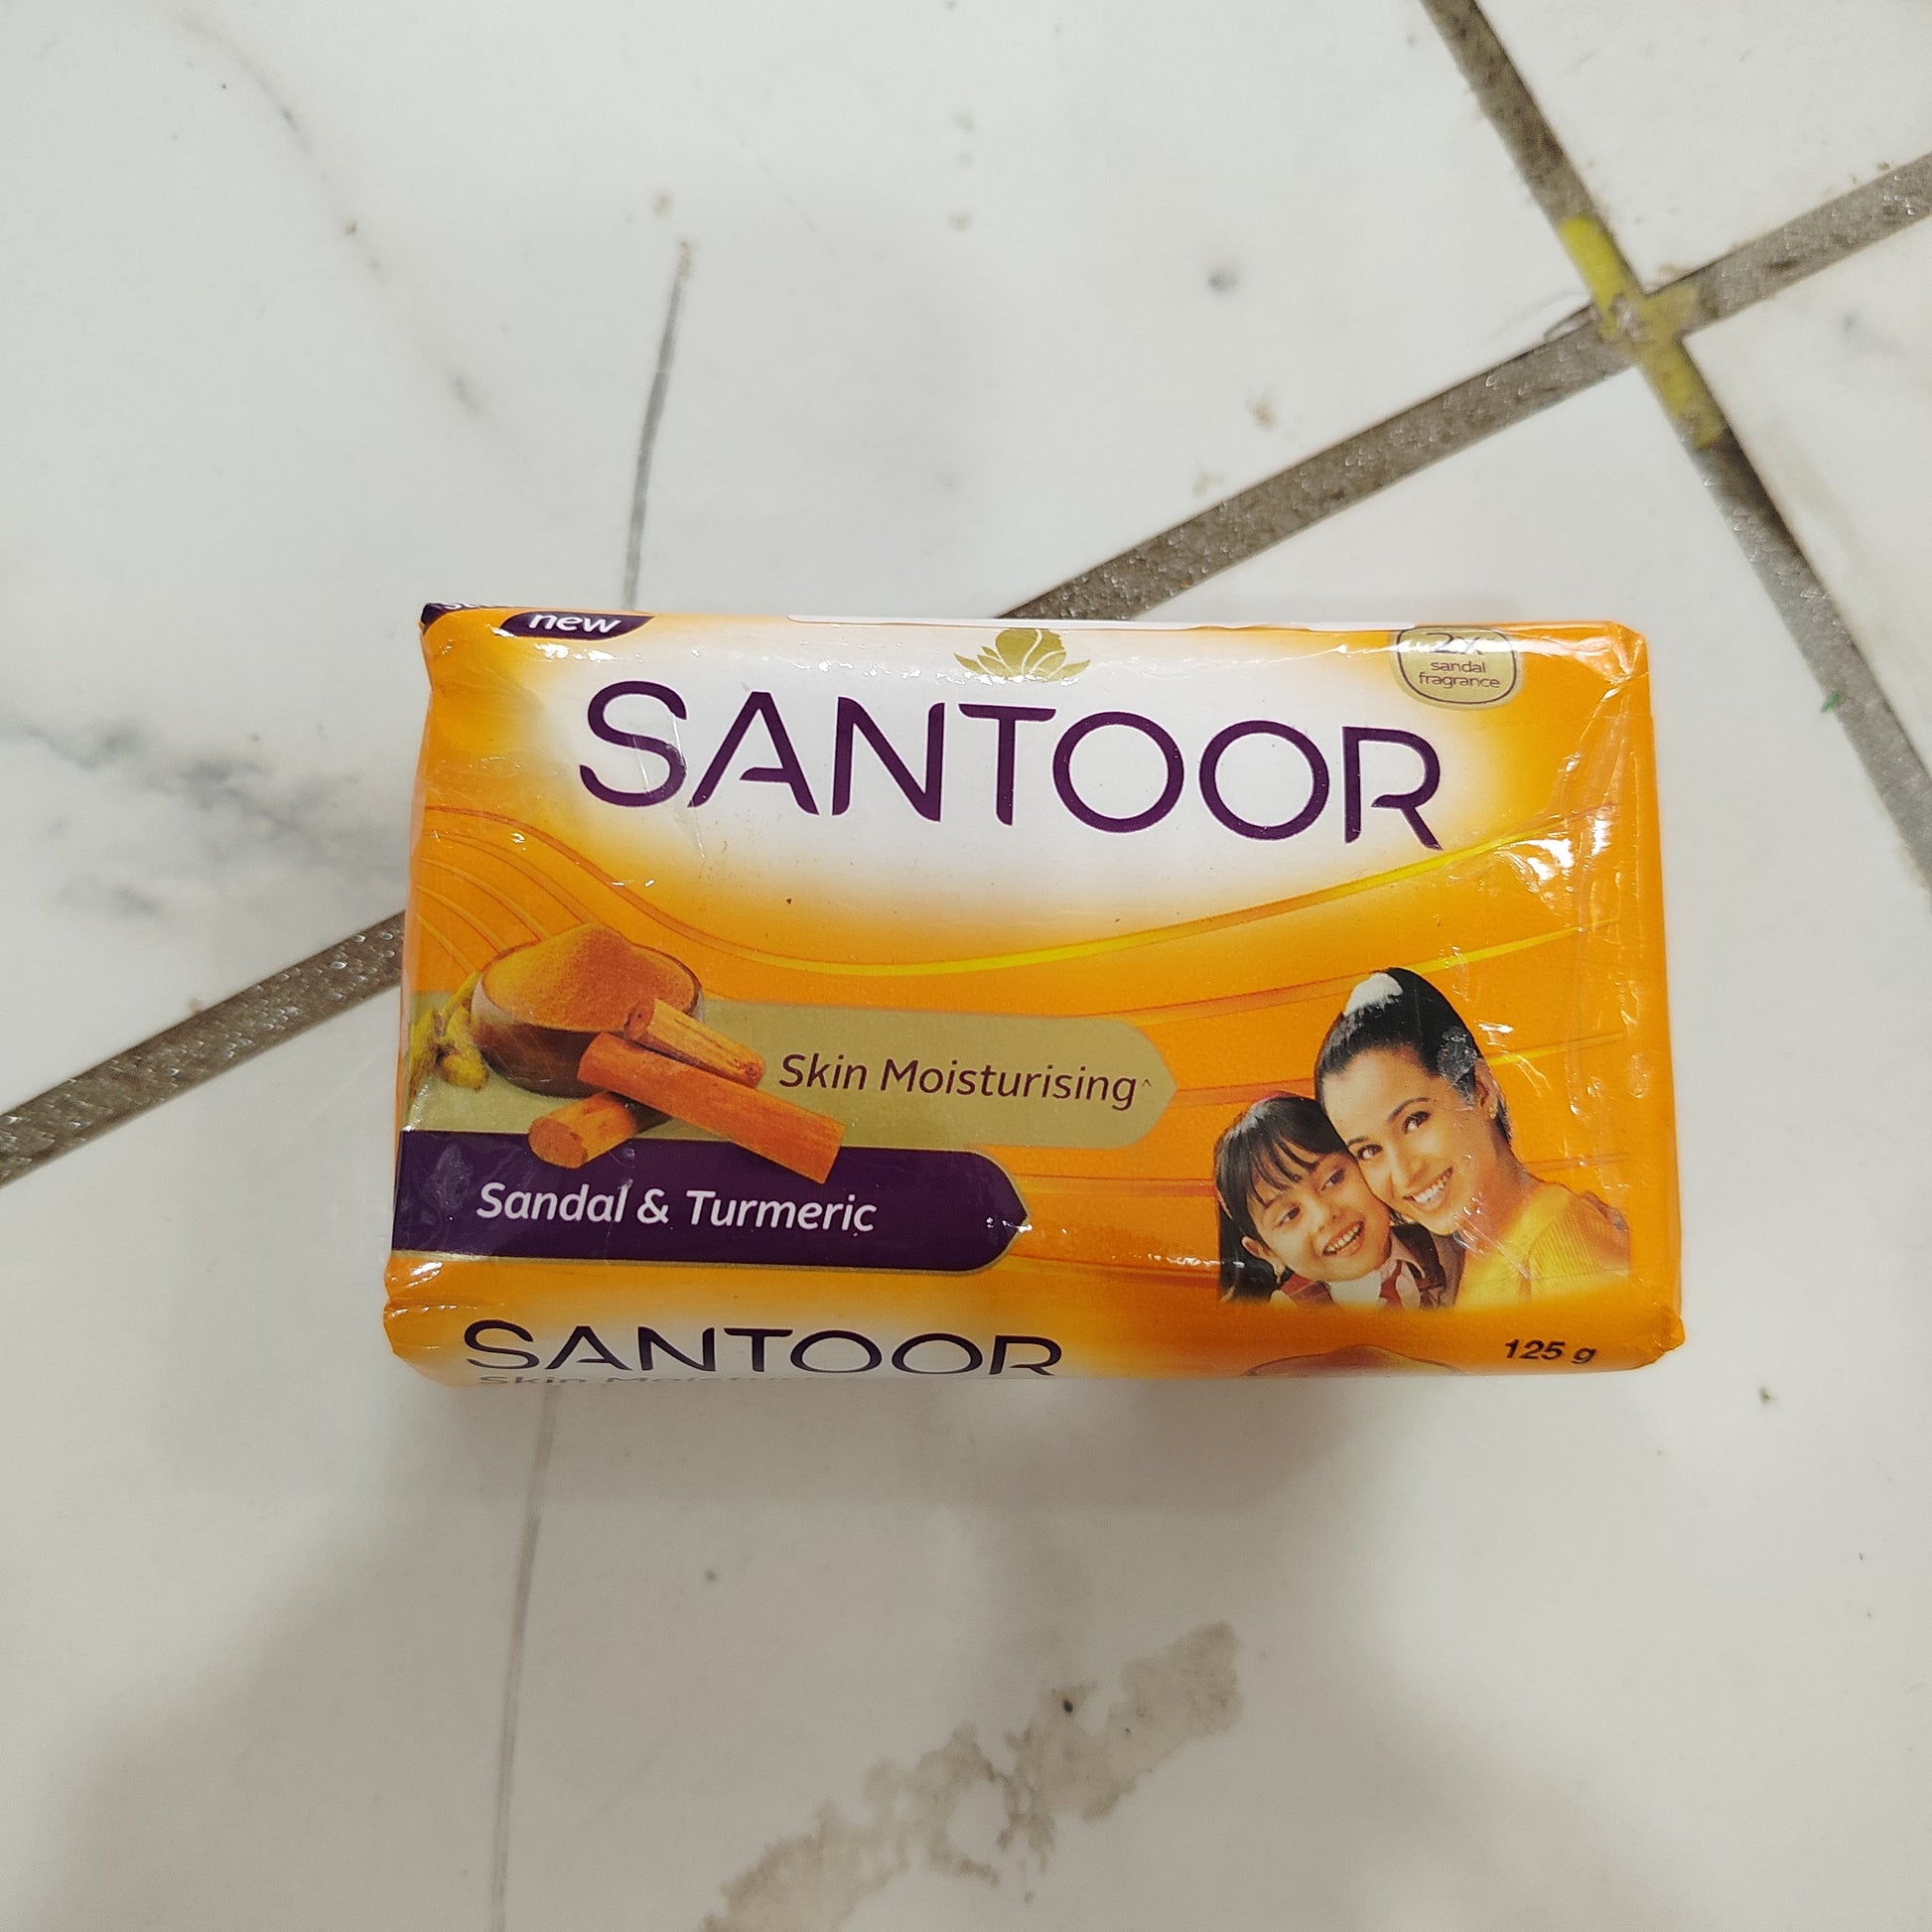 new
2x
sandal
fragrance
SANTOOR
Skin Moisturising^
Sandal & Turmeric
SANTOOR
125 g